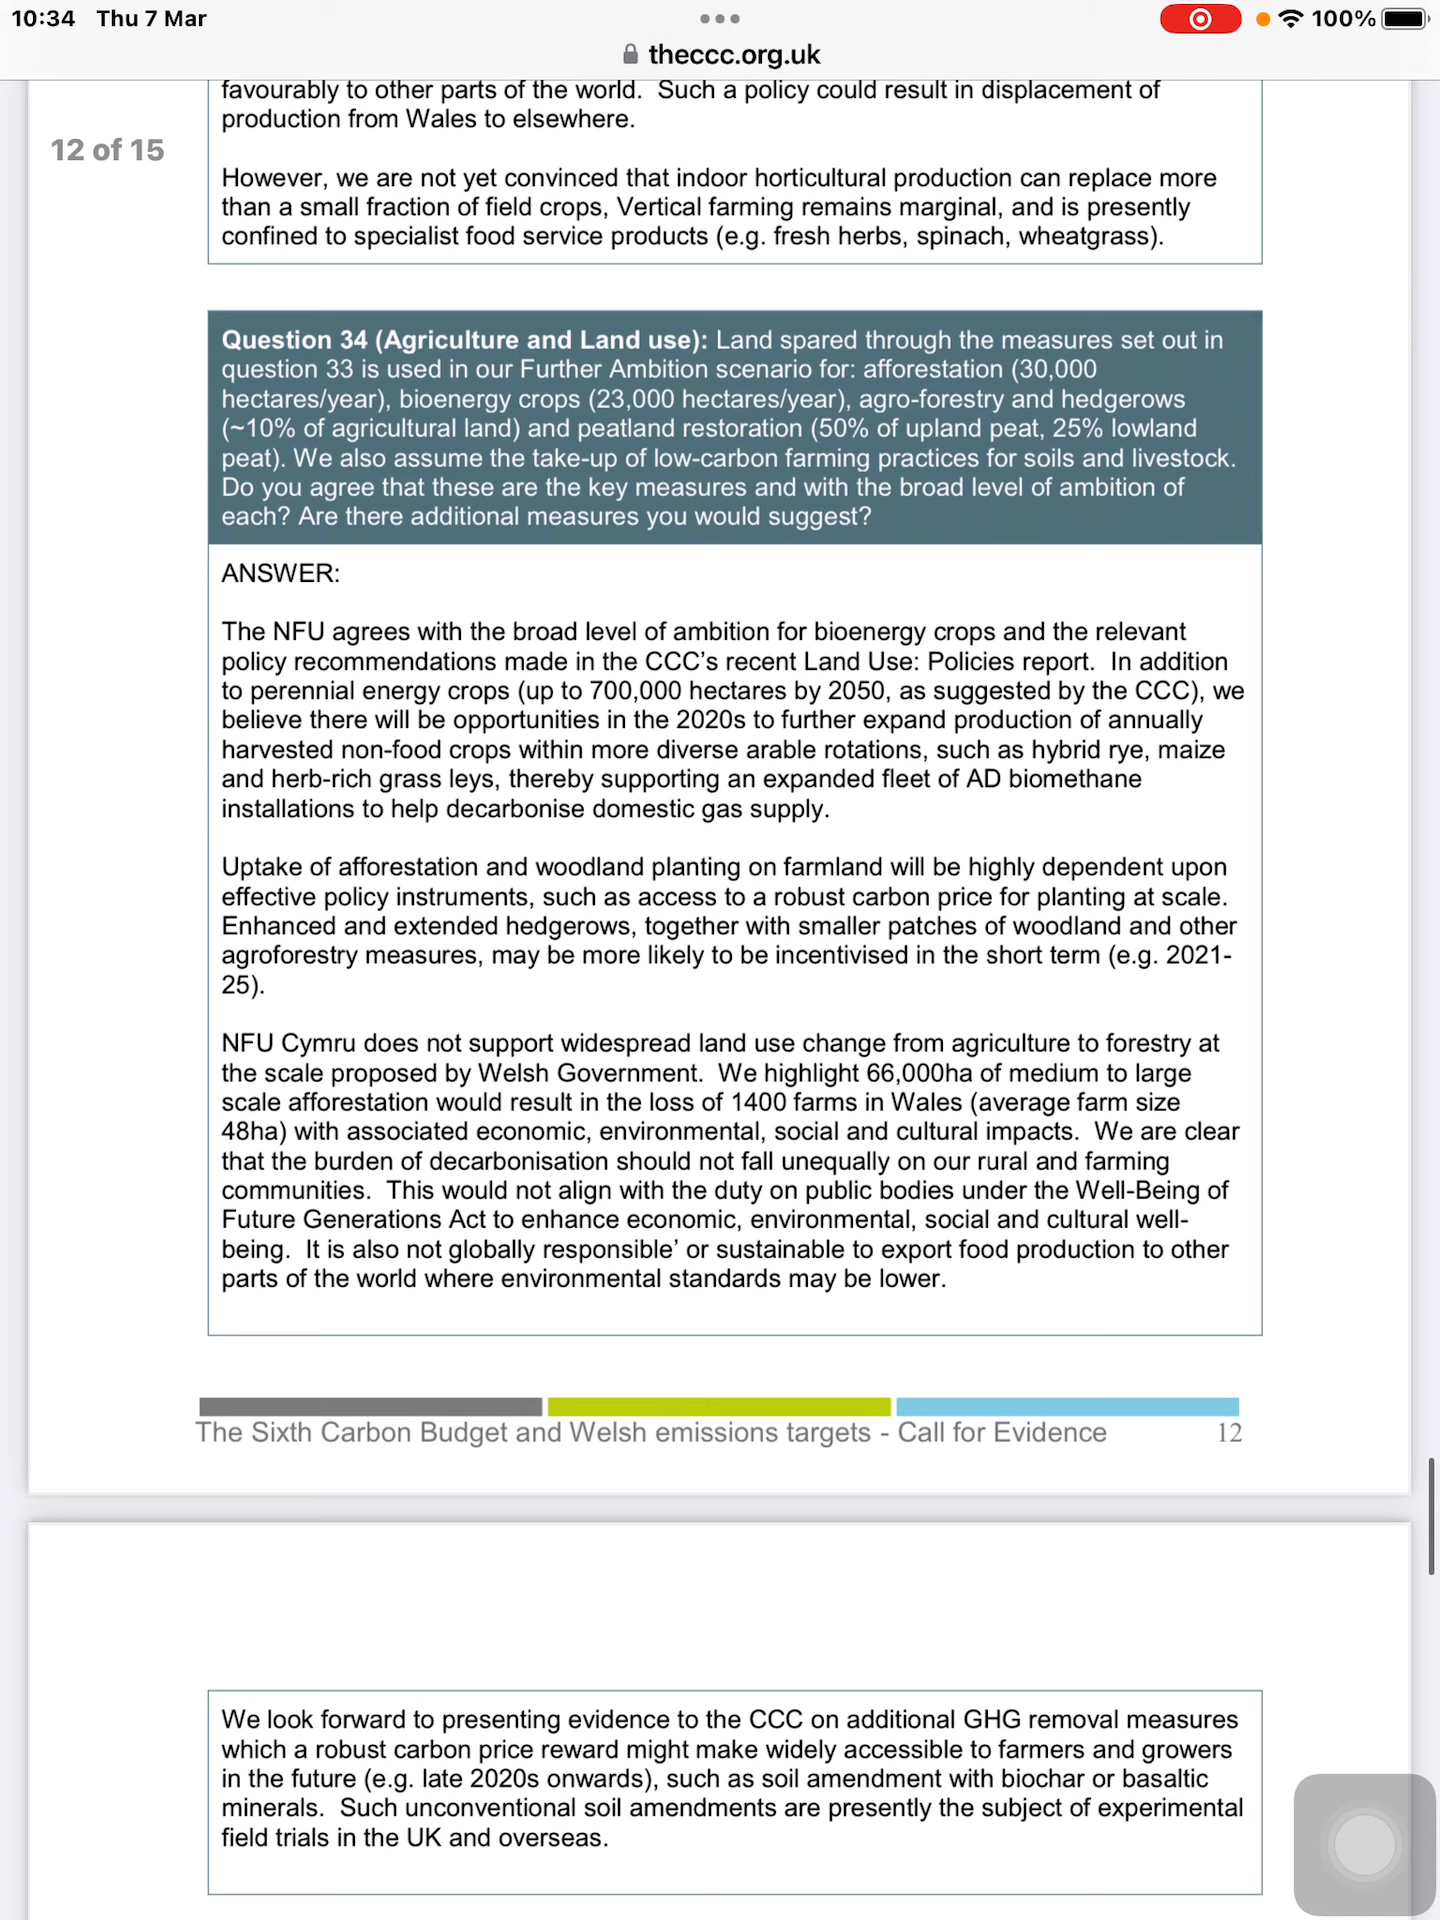 10:34 Thu 7 Mar
100%
theccc.org.uk
favourably to other parts of the world. Such a policy could result in displacement of
production from Wales to elsewhere.
12 of 15
However, we are not yet convinced that indoor horticultural production can replace more
than a small fraction of field crops, Vertical farming remains marginal, and is presently
confined to specialist food service products (e.g. fresh herbs, spinach, wheatgrass).
Question 34 (Agriculture and Land use): Land spared through the measures set out in
question 33 is used in our Further Ambition scenario for: afforestation (30,000
hectares/year), bioenergy crops (23,000 hectares/year), agro-forestry and hedgerows
(~10% of agricultural land) and peatland restoration (50% of upland peat, 25% lowland
peat). We also assume the take-up of low-carbon farming practices for soils and livestock.
Do you agree that these are the key measures and with the broad level of ambition of
each? Are there additional measures you would suggest?
ANSWER:
The NFU agrees with the broad level of ambition for bioenergy crops and the relevant
policy recommendations made in the CCC's recent Land Use: Policies report. In addition
to perennial energy crops (up to 700,000 hectares by 2050, as suggested by the CCC), we
believe there will be opportunities in the 2020s to further expand production of annually
harvested non-food crops within more diverse arable rotations, such as hybrid rye, maize
and herb-rich grass leys, thereby supporting an expanded fleet of AD biomethane
installations to help decarbonise domestic gas supply.
Uptake of afforestation and woodland planting on farmland will be highly dependent upon
effective policy instruments, such as access to a robust carbon price for planting at scale.
Enhanced and extended hedgerows, together with smaller patches of woodland and other
agroforestry measures, may be more likely to be incentivised in the short term (e.g. 2021-
25).
NFU Cymru does not support widespread land use change from agriculture to forestry at
the scale proposed by Welsh Government. We highlight 66,000ha of medium to large
scale afforestation would result in the loss of 1400 farms in Wales (average farm size
48ha) with associated economic, environmental, social and cultural impacts. We are clear
that the burden of decarbonisation should not fall unequally on our rural and farming
communities. This would not align with the duty on public bodies under the Well-Being of
Future Generations Act to enhance economic, environmental, social and cultural well-
being. It is also not globally responsible' or sustainable to export food production to other
parts of the world where environmental standards may be lower.
The Sixth Carbon Budget and Welsh emissions targets - Call for Evidence 12
We look forward to presenting evidence to the CCC on additional GHG removal measures
which a robust carbon price reward might make widely accessible to farmers and growers
in the future (e.g. late 2020s onwards), such as soil amendment with biochar or basaltic
minerals. Such unconventional soil amendments are presently the subject of experimental
field trials in the UK and overseas.